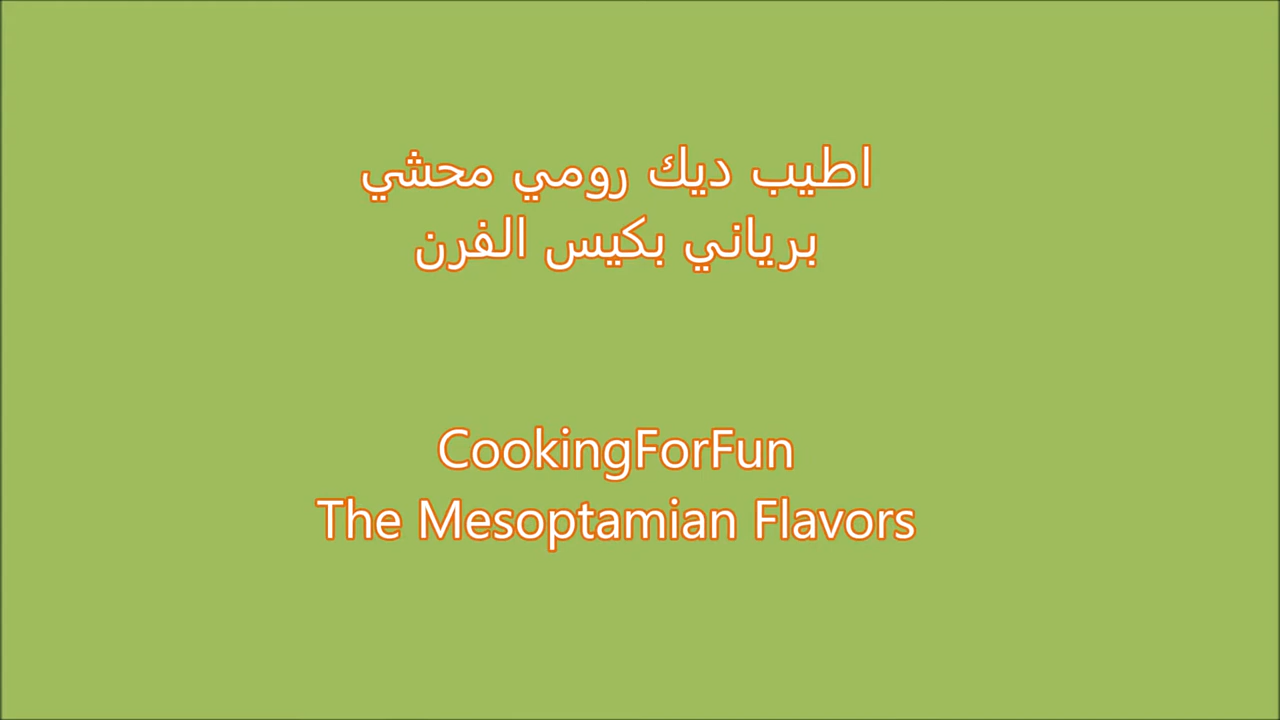 اطيب ديك رومي محشي
برياني بكيس الفرن
CookingForFun
The Mesoptamian Flavors